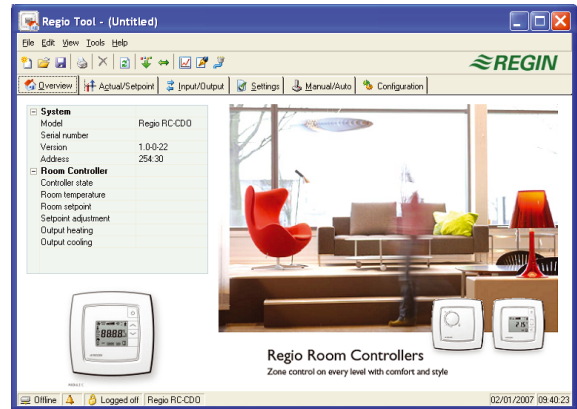 Regio Tool - (Untitled)
File Edit View Tools Help
REGIN
Overview Actual/Setpoint Input/Output Settings Manual/Auto Configuration
System
Model Regio RC-CDO
Serial number
Version 1.0-0-22
Address 254:30
Room Controller
Controller state
Room temperature
Room setpoint
Setpoint adjustment
Output heating
Output cooling
Regio Room Controllers
Zone control on every level with comfort and style
Offline Logged off Regio RC-CDO 02/01/2007 09:40:23